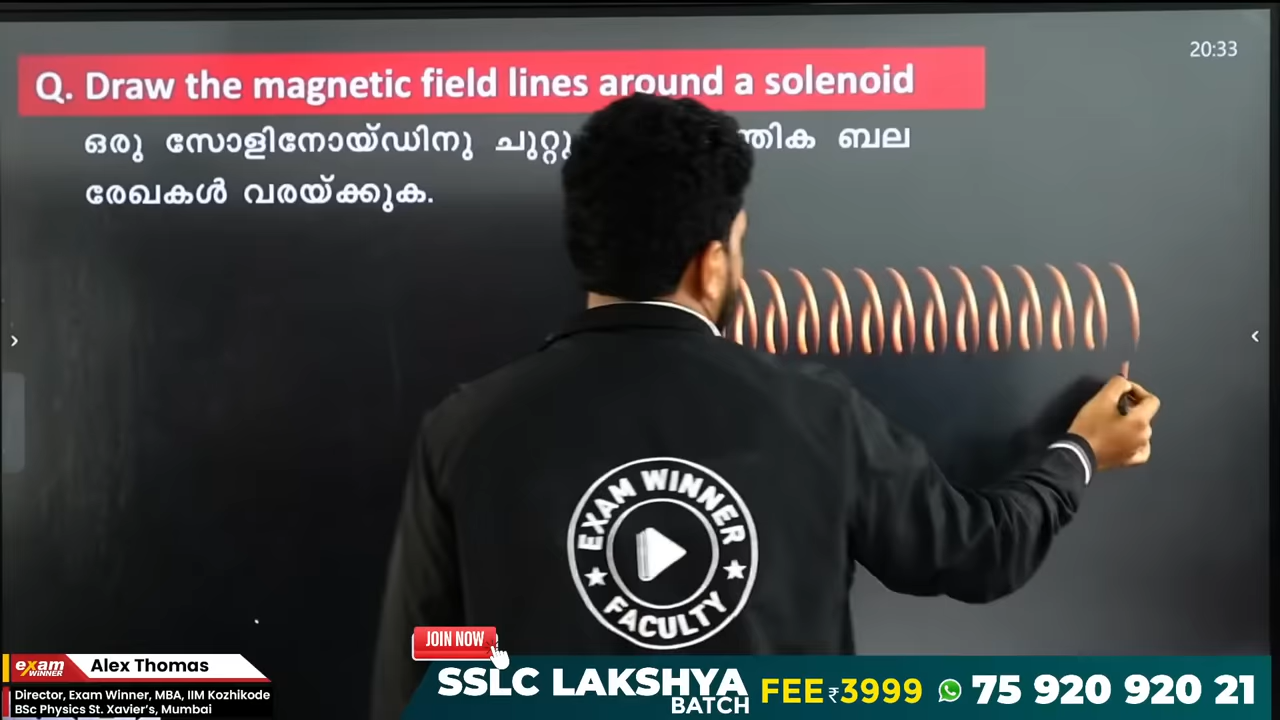 20:33
Q. Draw the magnetic field lines around a solenoid
ഒരു സോളിനോയ്ഡിനു ബല
രേഖകൾ വരയ്ക്കുക.
EXAM WINNER
FACULTY
JOIN NOW
exam WINNER
Alex Thomas
Director, Exam Winner, MBA, IIM Kozhikode
BSc Physics St. Xavier's, Mumbai
SSLC LAKSHYA
BATCH
FEE ₹3999
75 920 920 21